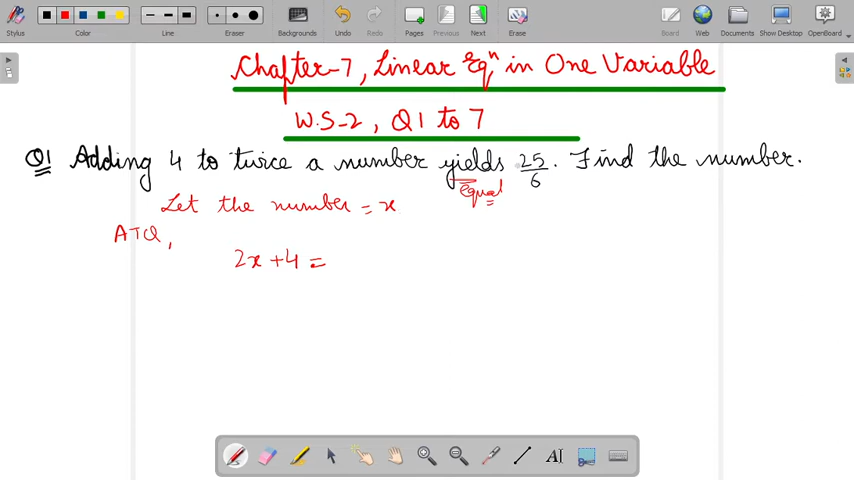 Stylus Color Line Eraser Backgrounds Undo Redo Pages Previous Next Erase Board Web Documents Show Desktop OpenBoard
Chapter-7, Linear Eqⁿ in One Variable
W.S-2, Q1 to 7
Q1 Adding 4 to twice a number yields 25/6. Find the number.
equal
Let the number = x
ATQ,
2x+4=